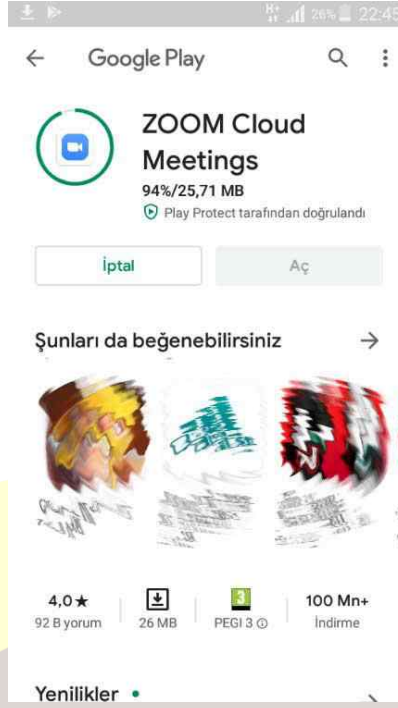 H+ 26% 22:45
Google Play
ZOOM Cloud
Meetings
94%/25,71 MB
Play Protect tarafından doğrulandı
İptal
Aç
Şunları da beğenebilirsiniz
4,0★
92 B yorum
26 MB
3
PEGI 3
100 Mn+
İndirme
Yenilikler